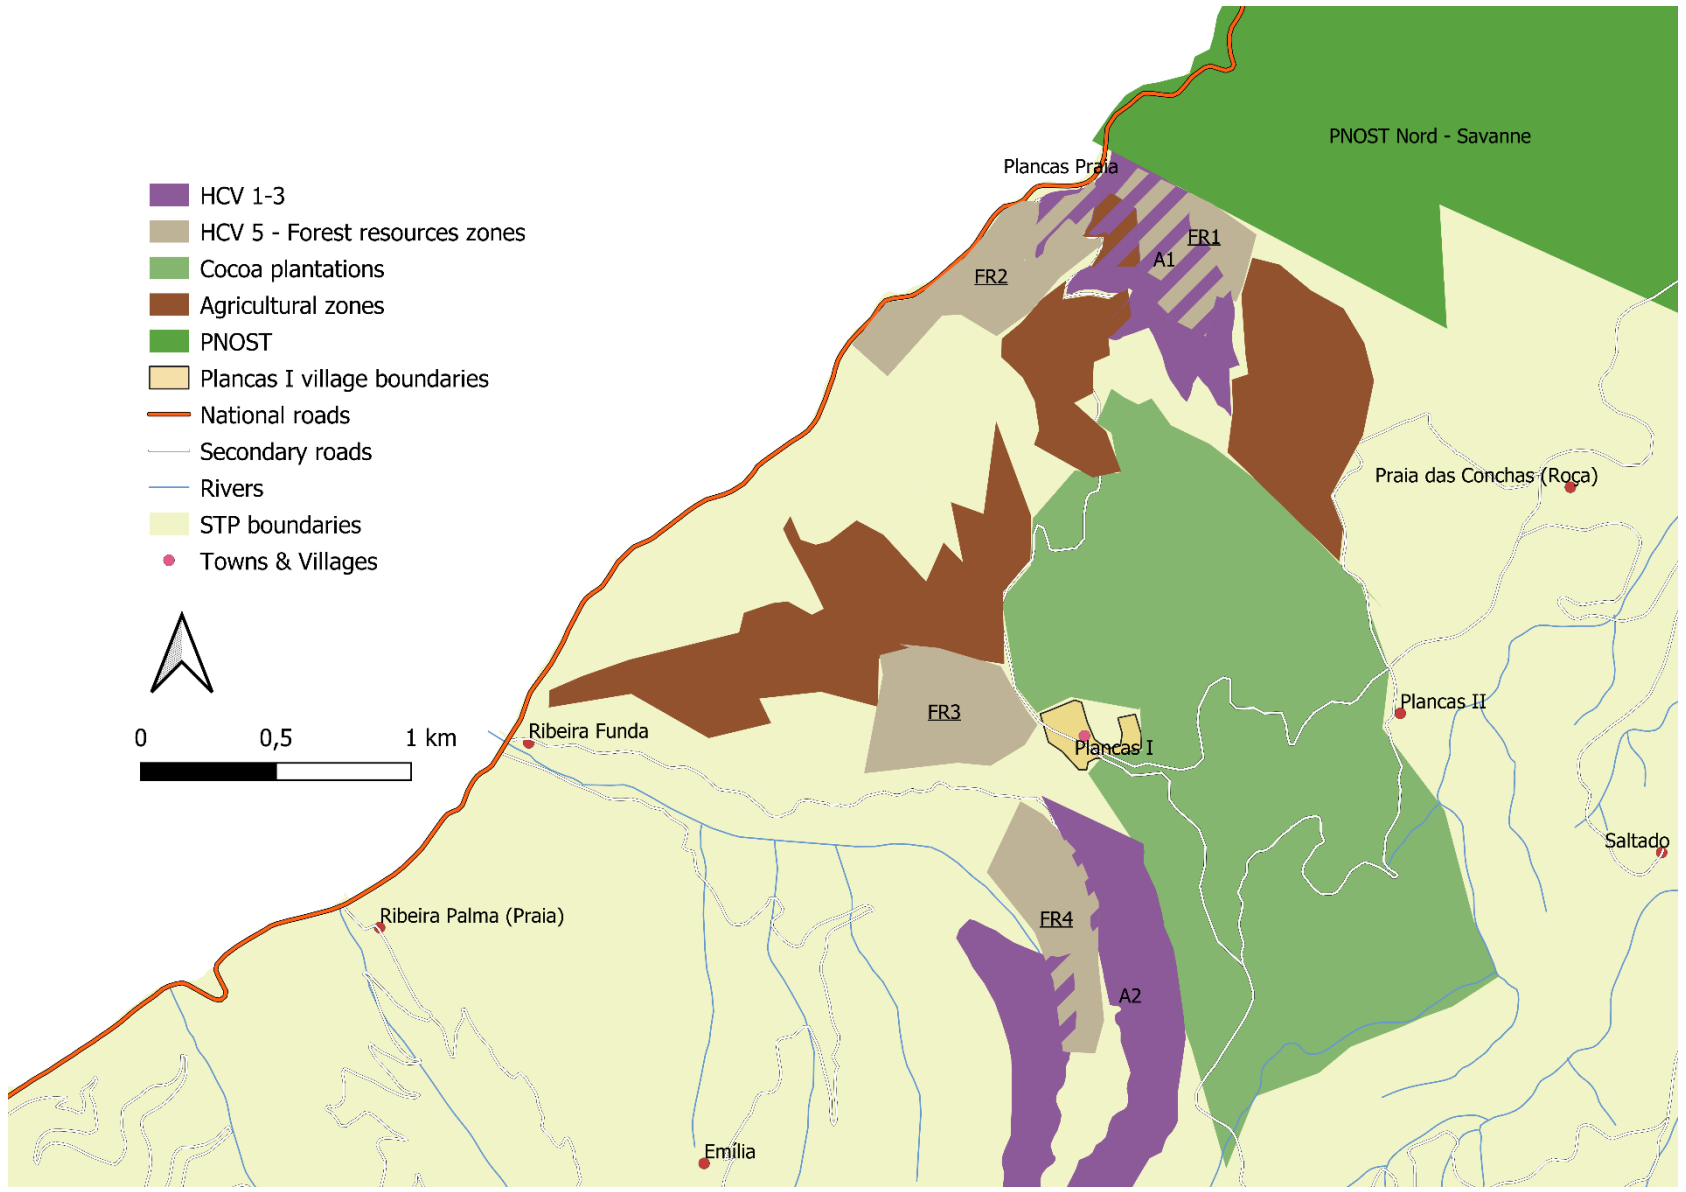 PNOST Nord - Savanne
Plancas Praia
HCV 1-3
HCV 5 - Forest resources zones
Cocoa plantations
Agricultural zones
PNOST
Plancas I village boundaries
National roads
Secondary roads
Rivers
STP boundaries
Towns & Villages
FR1
A1
FR2
Praia das Conchas (Roça)
0 0,5 1 km
FR3
Plancas II
Ribeira Funda
Plancas I
Saltado
Ribeira Palma (Praia)
FR4
A2
Emília